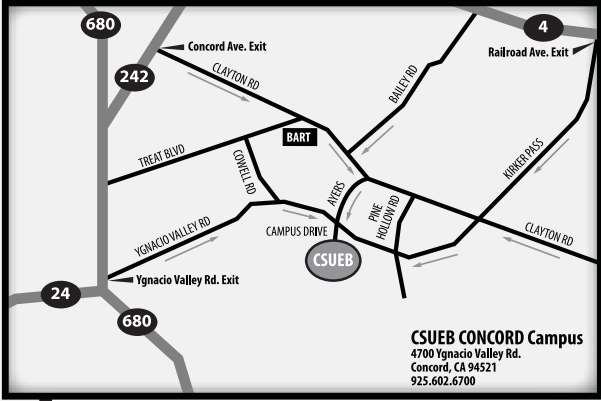 680
4
Concord Ave. Exit
Railroad Ave. Exit
242
CLAYTON RD
BAILEY RD
BART
TREAT BLVD
COWELL RD
KIRKER PASS
AYERS
PINE
HOLLOW RD
YGNACIO VALLEY RD
CAMPUS DRIVE
CLAYTON RD
CSUEB
Ygnacio Valley Rd. Exit
24
680
CSUEB CONCORD Campus
4700 Ygnacio Valley Rd.
Concord, CA 94521
925.602.6700